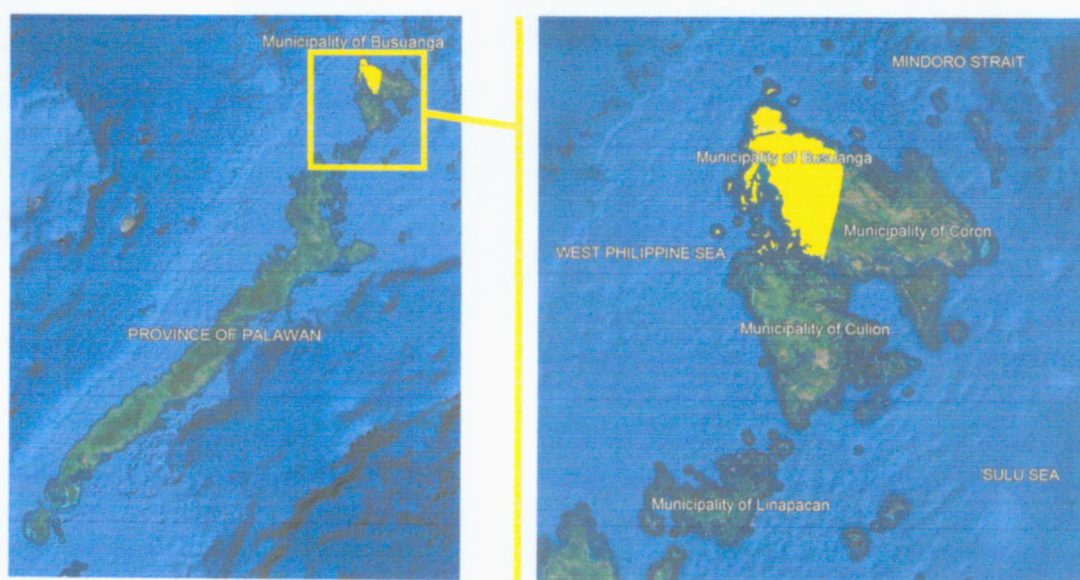 Municipality of Busuanga
PROVINCE OF PALAWAN
MINDORO STRAIT
Municipality of Busuanga
Municipality of Coron
WEST PHILIPPINE SEA
Municipality of Culion
SULU SEA
Municipality of Linapacan